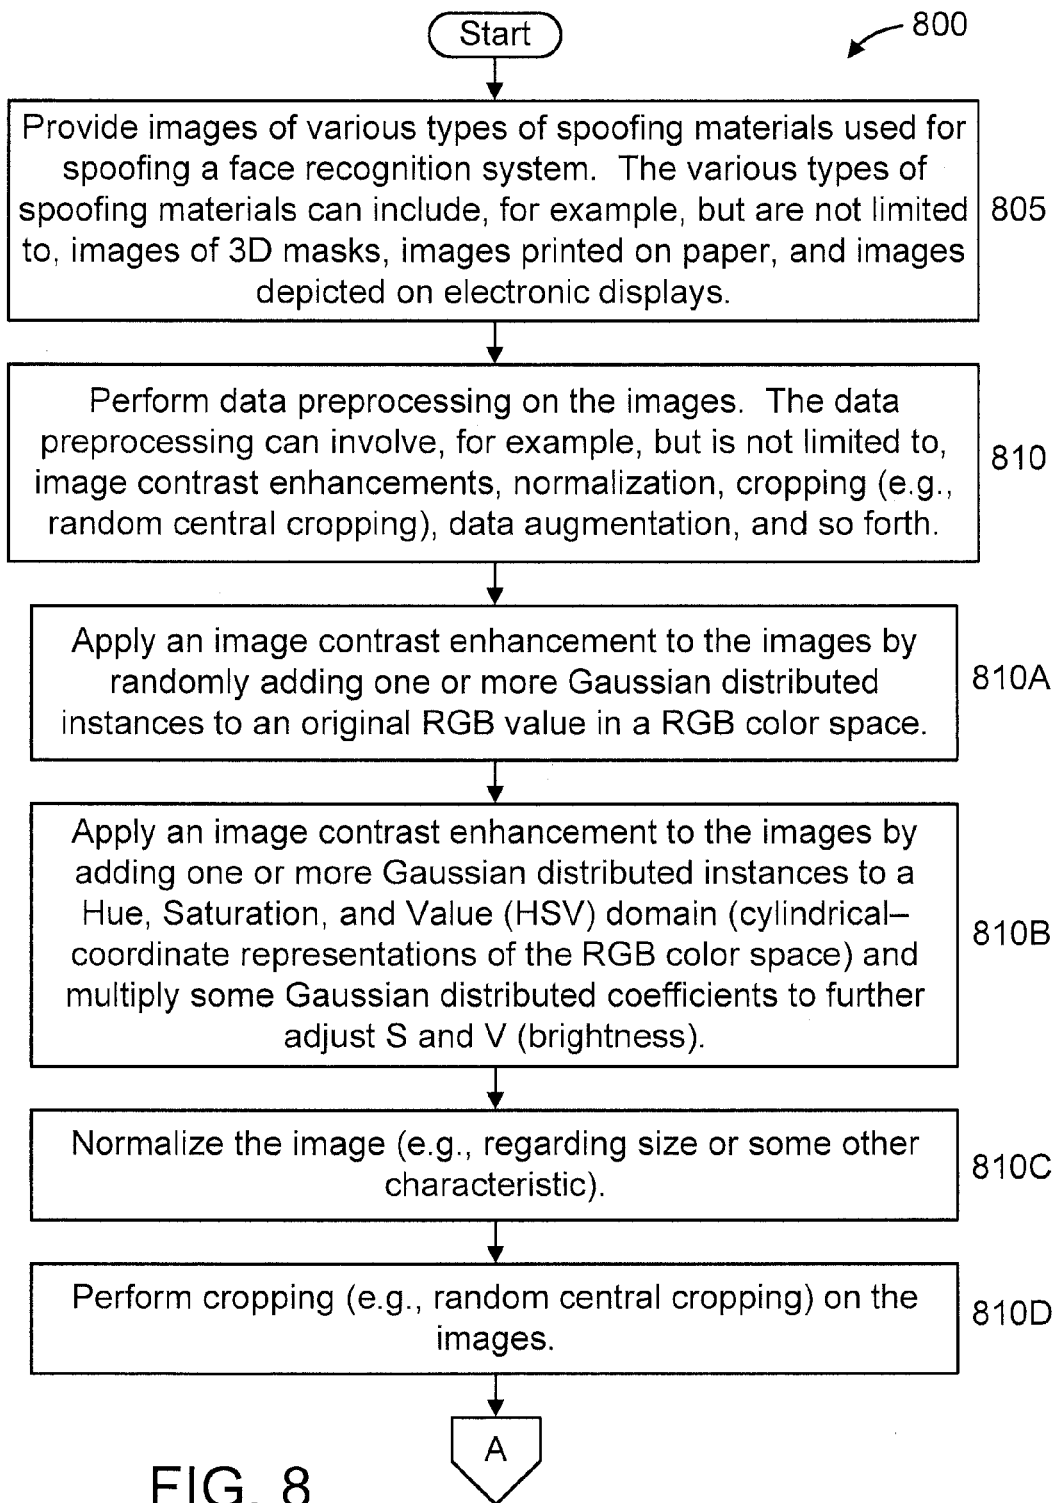 Start
800
Provide images of various types of spoofing materials used for
spoofing a face recognition system. The various types of
spoofing materials can include, for example, but are not limited
to, images of 3D masks, images printed on paper, and images
depicted on electronic displays.
805
Perform data preprocessing on the images. The data
preprocessing can involve, for example, but is not limited to,
image contrast enhancements, normalization, cropping (e.g.,
random central cropping), data augmentation, and so forth.
810
Apply an image contrast enhancement to the images by
randomly adding one or more Gaussian distributed
instances to an original RGB value in a RGB color space.
810A
Apply an image contrast enhancement to the images by
adding one or more Gaussian distributed instances to a
Hue, Saturation, and Value (HSV) domain (cylindrical–
coordinate representations of the RGB color space) and
multiply some Gaussian distributed coefficients to further
adjust S and V (brightness).
810B
Normalize the image (e.g., regarding size or some other
characteristic).
810C
Perform cropping (e.g., random central cropping) on the
images.
810D
A
FIG. 8